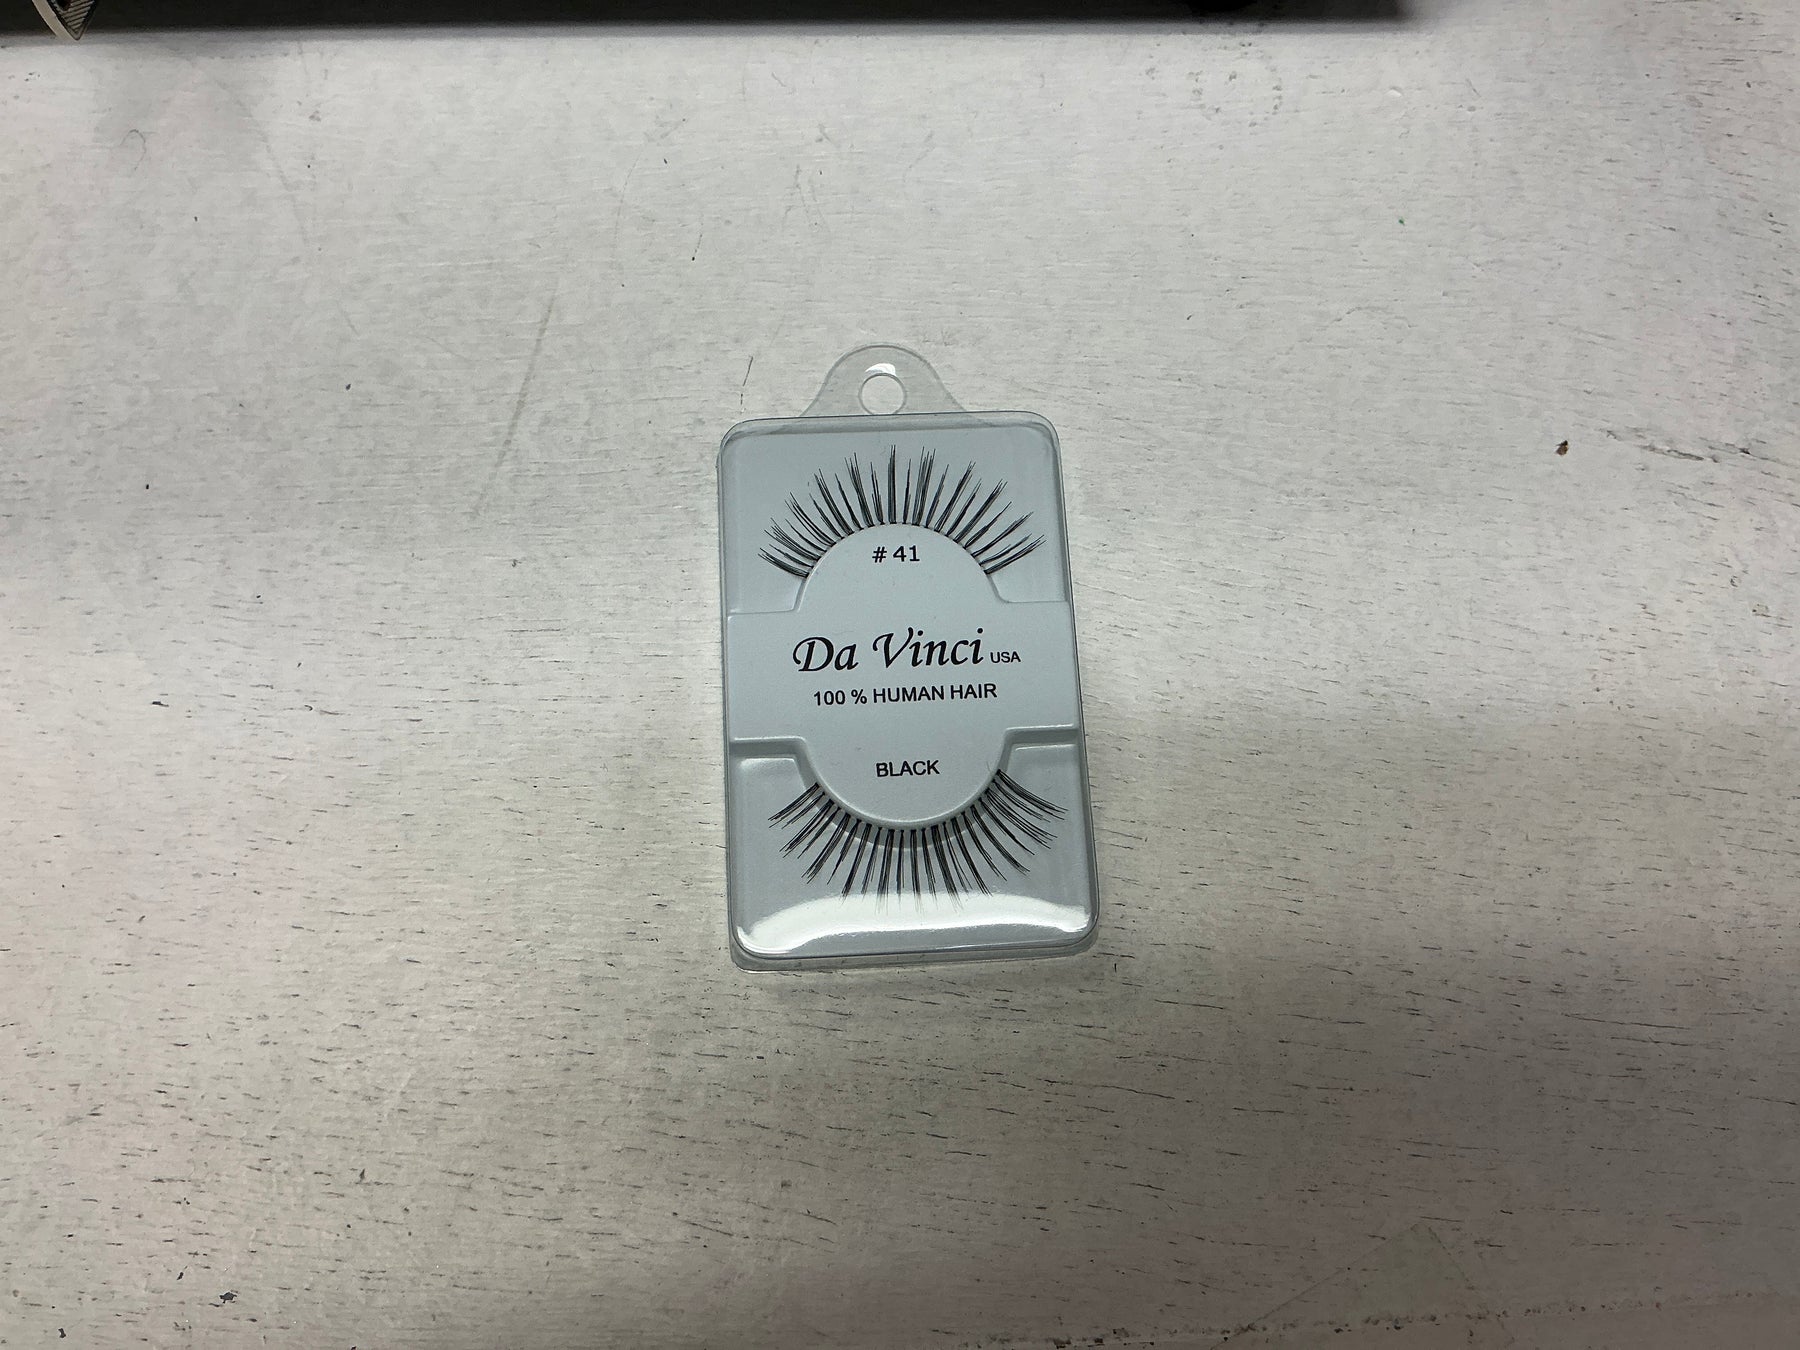 # 41
Da Vinci USA
100 % HUMAN HAIR
BLACK